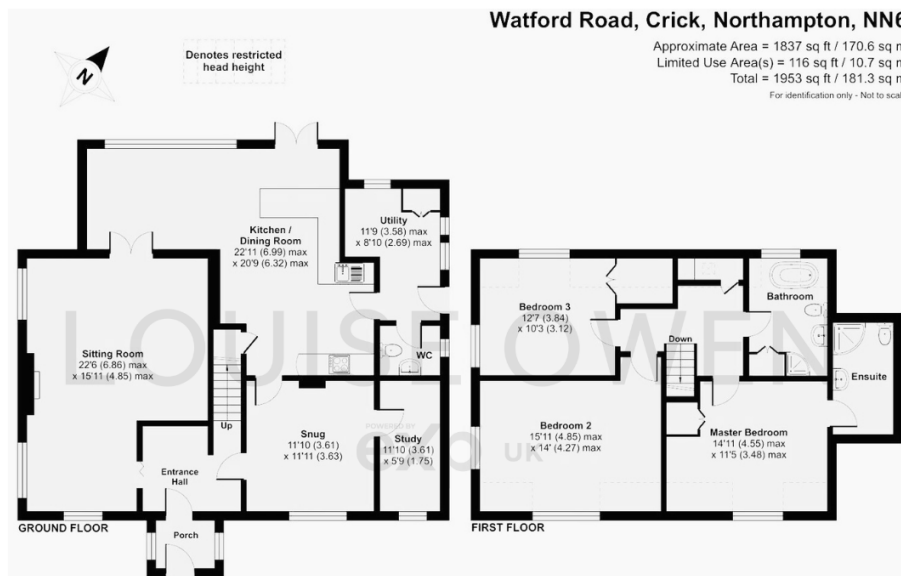 Watford Road, Crick, Northampton, NN6
Approximate Area = 1837 sq ft / 170.6 sq m
Limited Use Area(s) = 116 sq ft / 10.7 sq m
Total = 1953 sq ft / 181.3 sq m
For identification only - Not to scal
N
Denotes restricted
head height
Kitchen /
Dining Room
22'11 (6.99) max
x 20'9 (6.32) max
Utility
11'9 (3.58) max
x 8'10 (2.69) max
WC
Sitting Room
22'6 (6.86) max
x 15'11 (4.85) max
Up
Snug
11'10 (3.61)
x 11'11 (3.63)
Study
11'10 (3.61)
x 5'9 (1.75)
Entrance
Hall
Porch
GROUND FLOOR
Bedroom 3
12'7 (3.84)
x 10'3 (3.12)
Bathroom
Down
Ensuite
Bedroom 2
15'11 (4.85) max
x 14' (4.27) max
Master Bedroom
14'11 (4.55) max
x 11'5 (3.48) max
FIRST FLOOR
LOUISE OWEN
POWERED BY
exp UK